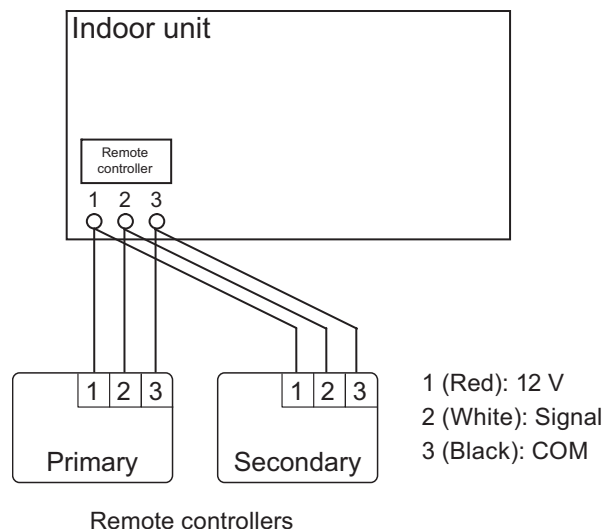 Indoor unit
Remote
controller
1 2 3
1 2 3
1 2 3
Primary
Secondary
1 (Red): 12 V
2 (White): Signal
3 (Black): COM
Remote controllers